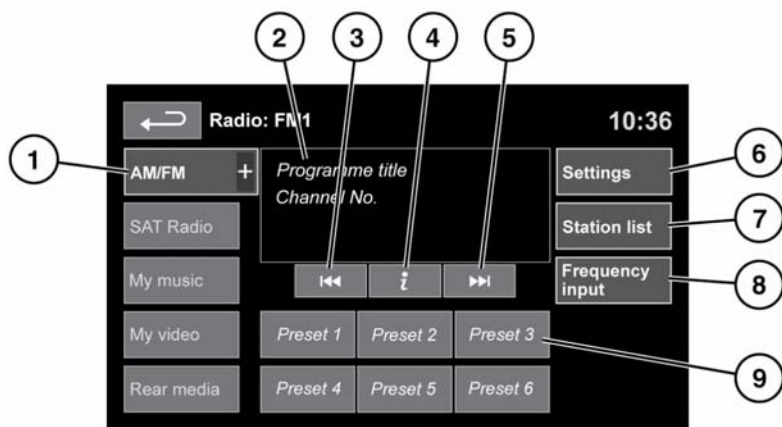 2
3
4
5
Radio: FM1
10:36
1
AM/FM +
Programme title
Channel No.
Settings
6
SAT Radio
Station list
7
My music
i
Frequency
input
8
My video
Preset 1
Preset 2
Preset 3
9
Rear media
Preset 4
Preset 5
Preset 6